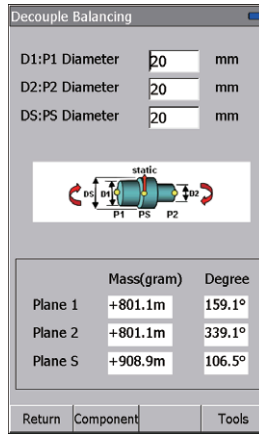 Decouple Balancing
D1:P1 Diameter 20 mm
D2:P2 Diameter 20 mm
DS:PS Diameter 20 mm
static
DS D1 D2
P1 PS P2
Mass(gram) Degree
Plane 1 +801.1m 159.1°
Plane 2 +801.1m 339.1°
Plane S +908.9m 106.5°
Return Component Tools